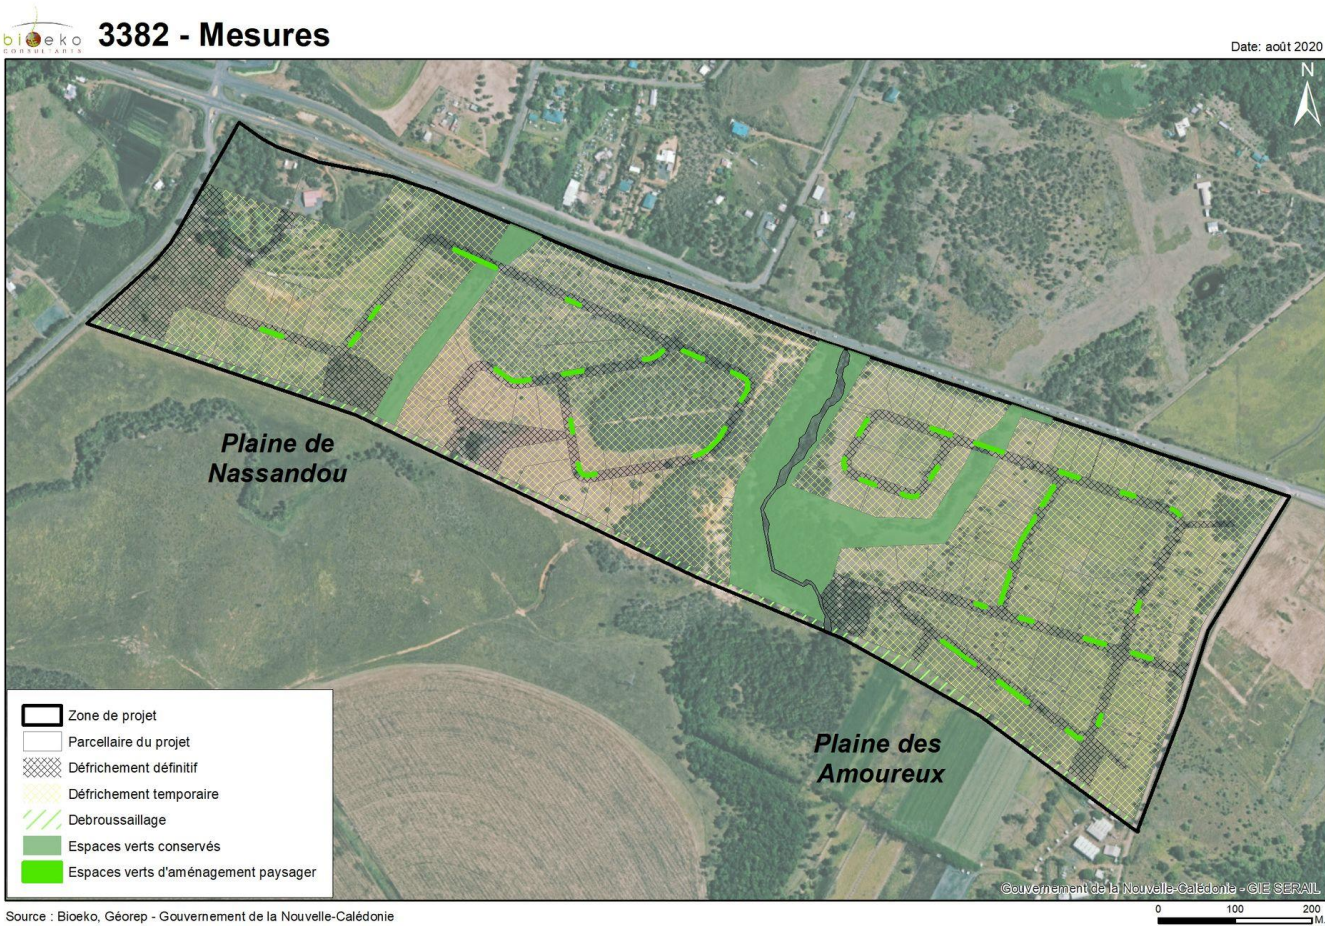 bioeko
CONSULTANTS
3382 - Mesures
Date: août 2020
N
Plaine de
Nassandou
Plaine des
Amoureux
Zone de projet
Parcellaire du projet
Défrichement définitif
Défrichement temporaire
Debroussaillage
Espaces verts conservés
Espaces verts d'aménagement paysager
Gouvernement de la Nouvelle-Calédonie - GIE SERAIL
Source : Bioeko, Géorep - Gouvernement de la Nouvelle-Calédonie
0 100 200
M.